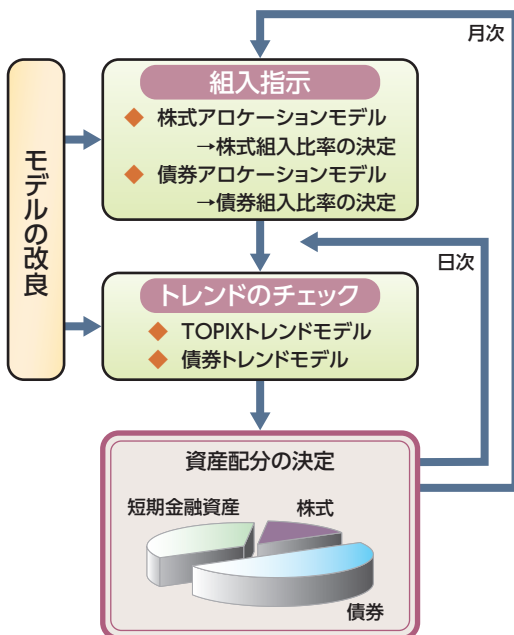 月次
組入指示
◆ 株式アロケーションモデル
→株式組入比率の決定
◆ 債券アロケーションモデル
→債券組入比率の決定
モデルの改良
日次
トレンドのチェック
◆ TOPIXトレンドモデル
◆ 債券トレンドモデル
資産配分の決定
短期金融資産
株式
債券